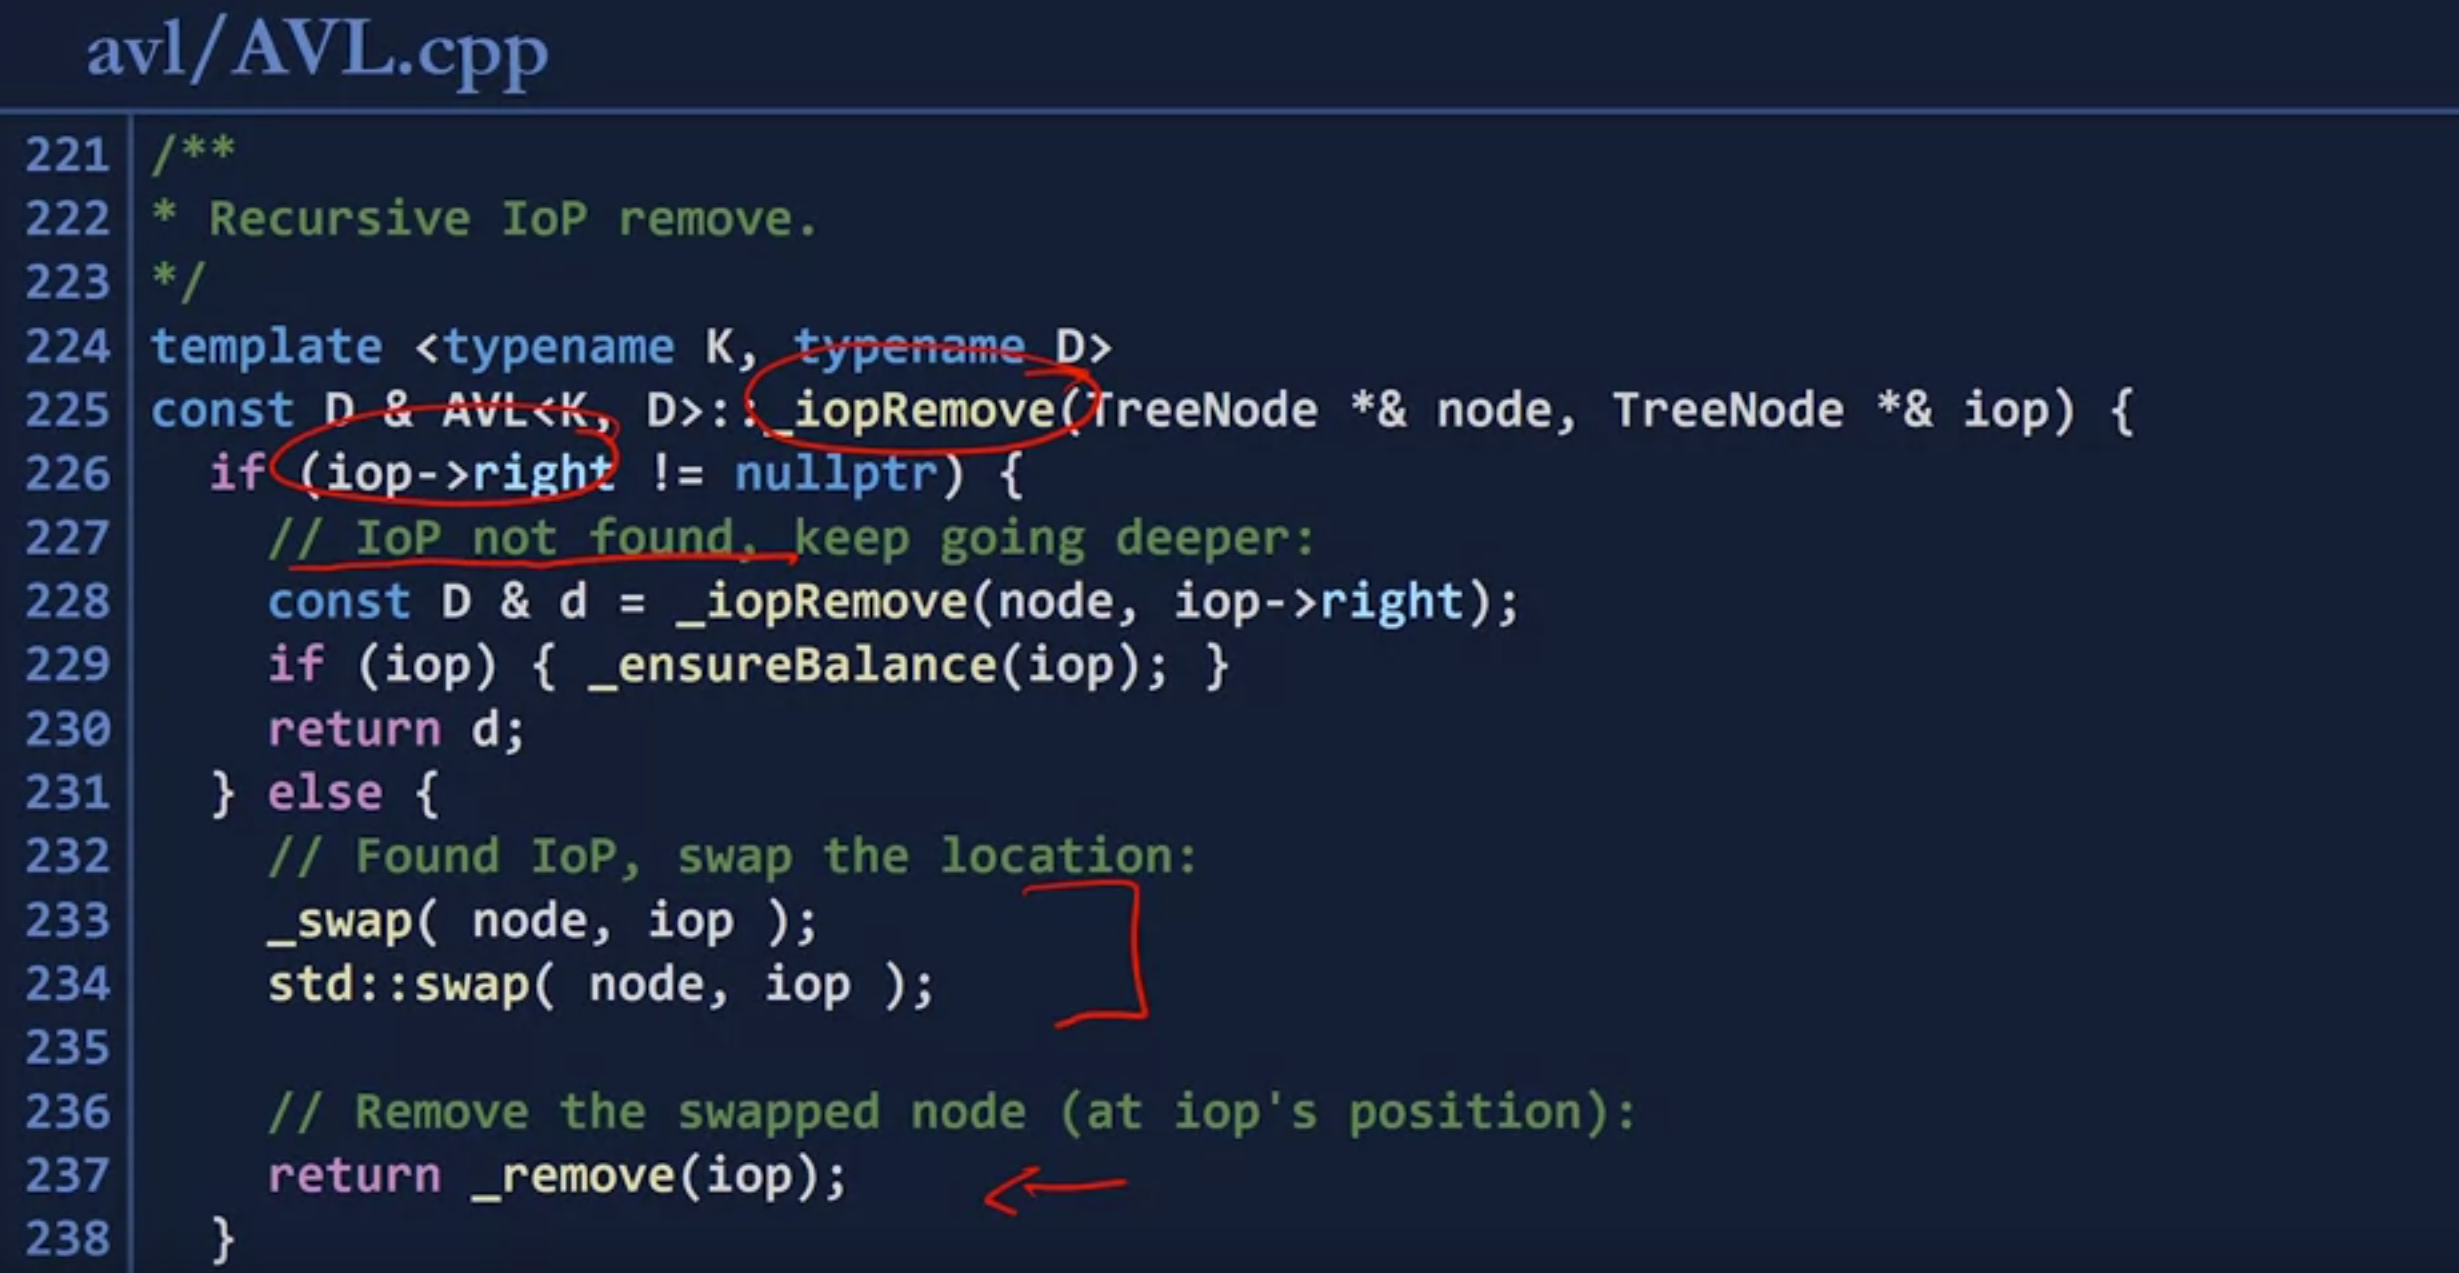 avl/AVL.cpp
221 /**
222 * Recursive IoP remove.
223 */
224 template <typename K, typename D>
225 const D & AVL<K, D>::_iopRemove(TreeNode *& node, TreeNode *& iop) {
226   if (iop->right != nullptr) {
227     // IoP not found, keep going deeper:
228     const D & d = _iopRemove(node, iop->right);
229     if (iop) { _ensureBalance(iop); }
230     return d;
231   } else {
232     // Found IoP, swap the location:
233     _swap( node, iop );
234     std::swap( node, iop );
235
236     // Remove the swapped node (at iop's position):
237     return _remove(iop);
238   }